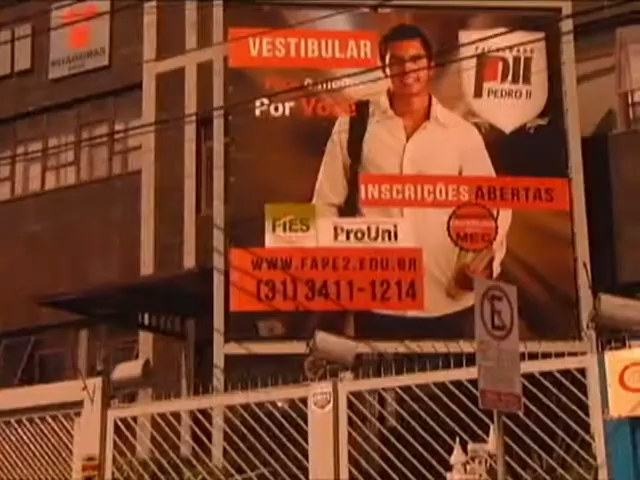 VESTIBULAR
Por Você
PEDRO II
INSCRIÇÕES ABERTAS
FIES
ProUni
MEC
WWW.FAPE2.EDU.BR
(31) 3411-1214
E